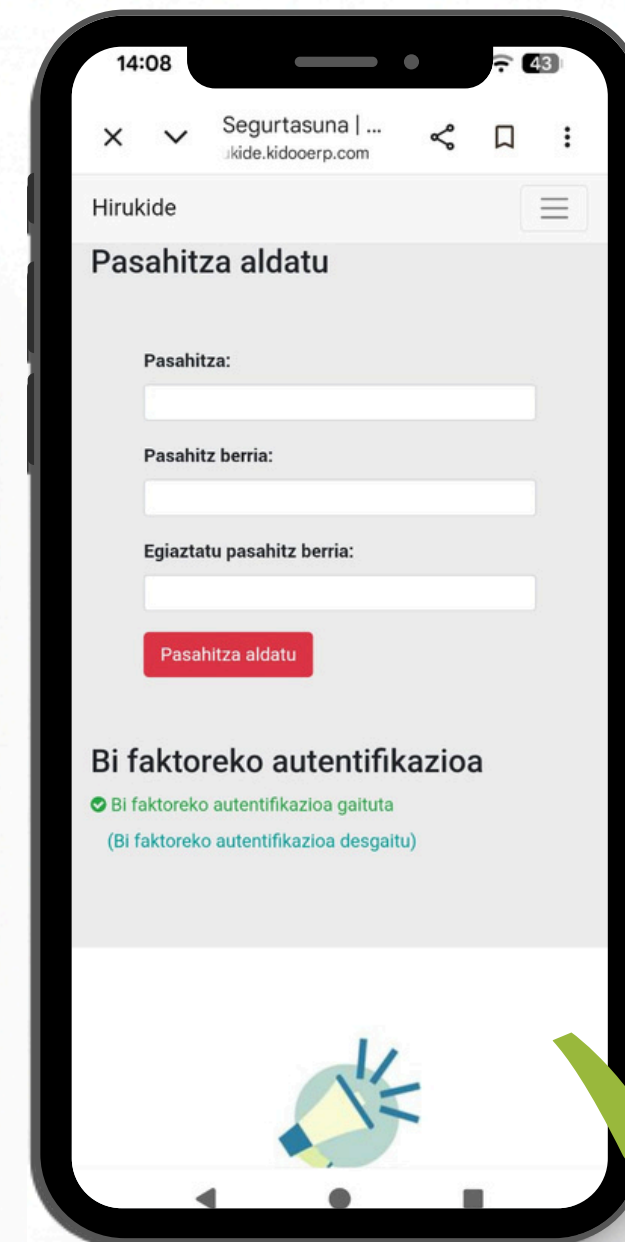 14:08
43
Segurtasuna | ...
kide.kidooerp.com
Hirukide
Pasahitza aldatu
Pasahitza:
Pasahitz berria:
Egiaztatu pasahitz berria:
Pasahitza aldatu
Bi faktoreko autentifikazioa
Bi faktoreko autentifikazioa gaituta
(Bi faktoreko autentifikazioa desgaitu)